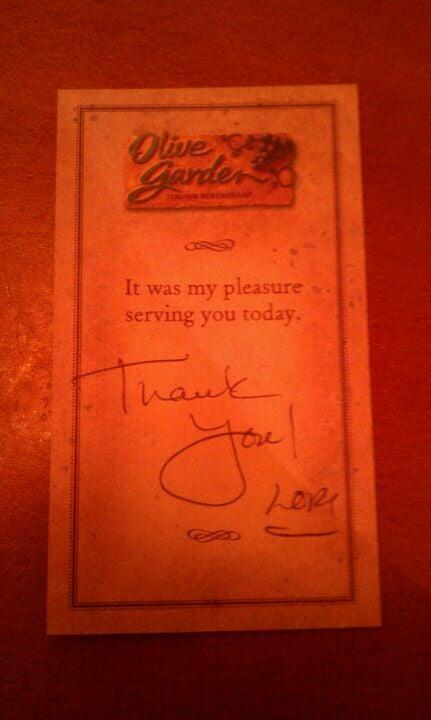 Olive
Garden
ITALIAN RESTAURANT
It was my pleasure
serving you today.
Thank
You!
LORI